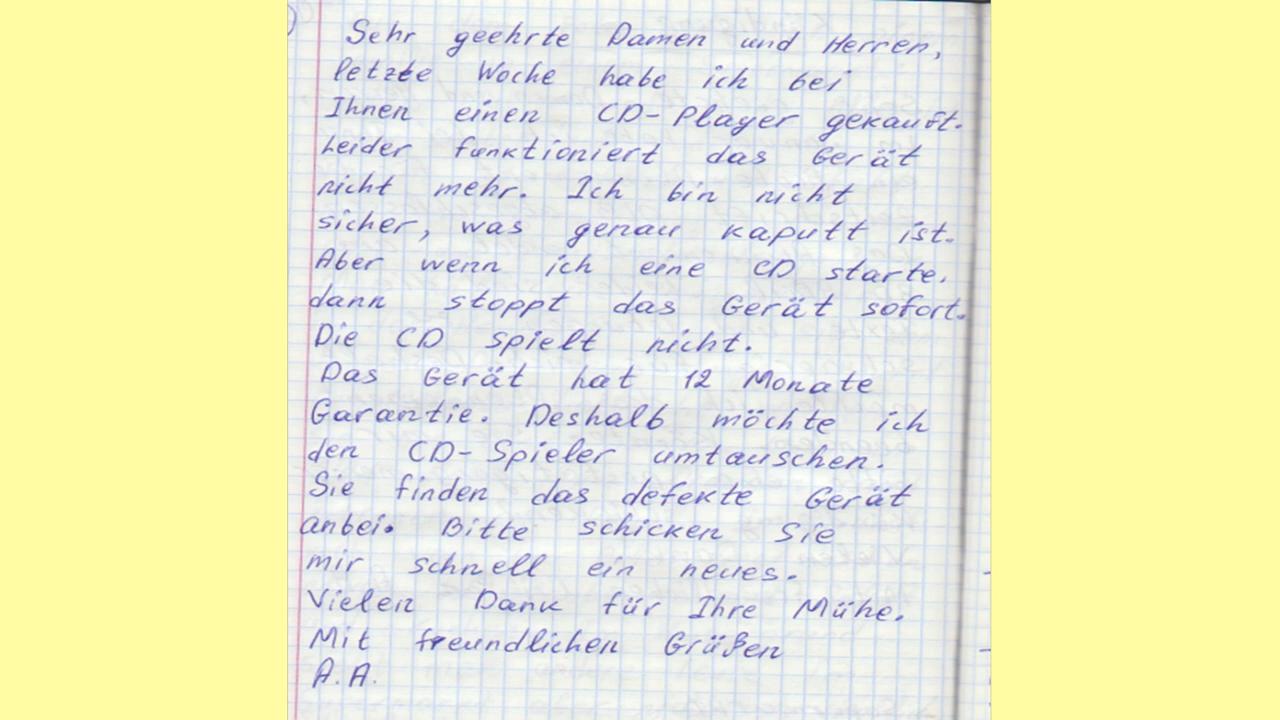 Sehr geehrte Damen und Herren,
letzte Woche habe ich bei
Ihnen einen CD-Player gekauft.
Leider funktioniert das Gerät
nicht mehr. Ich bin nicht
sicher, was genau kaputt ist.
Aber wenn ich eine CD starte,
dann stoppt das Gerät sofort.
Die CD spielt nicht.
Das Gerät hat 12 Monate
Garantie. Deshalb möchte ich
den CD-Spieler umtauschen.
Sie finden das defekte Gerät
anbei. Bitte schicken Sie
mir schnell ein neues.
Vielen Dank für Ihre Mühe.
Mit freundlichen Grüßen
A.A.